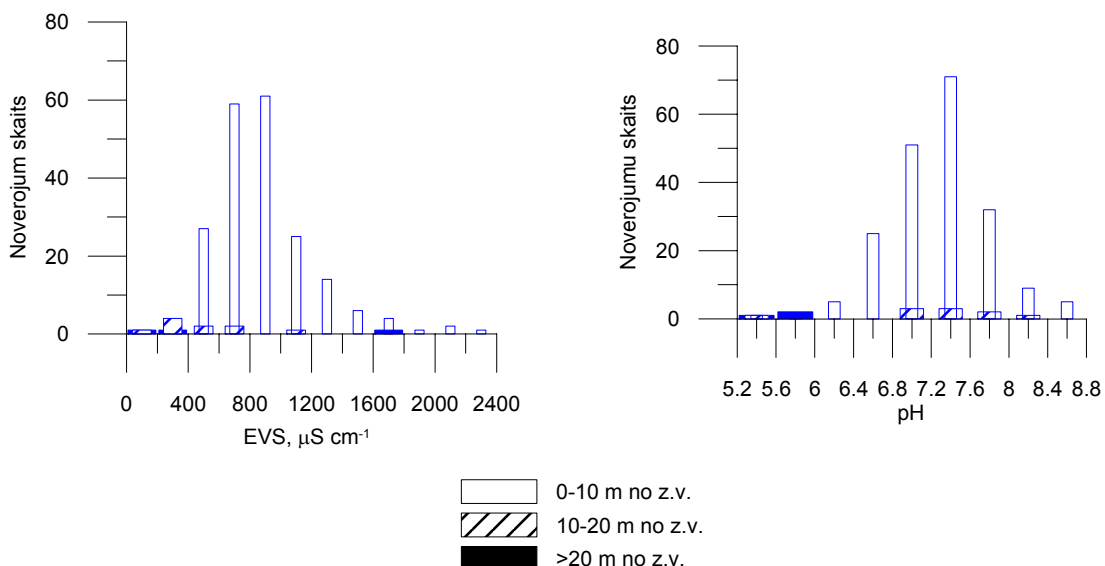 80
60
40
20
0
Noverojum skaits
0 400 800 1200 1600 2000 2400
EVS, μS cm-1
80
60
40
20
0
Noverojumu skaits
5.2 5.6 6 6.4 6.8 7.2 7.6 8 8.4 8.8
pH
0-10 m no z.v.
10-20 m no z.v.
>20 m no z.v.